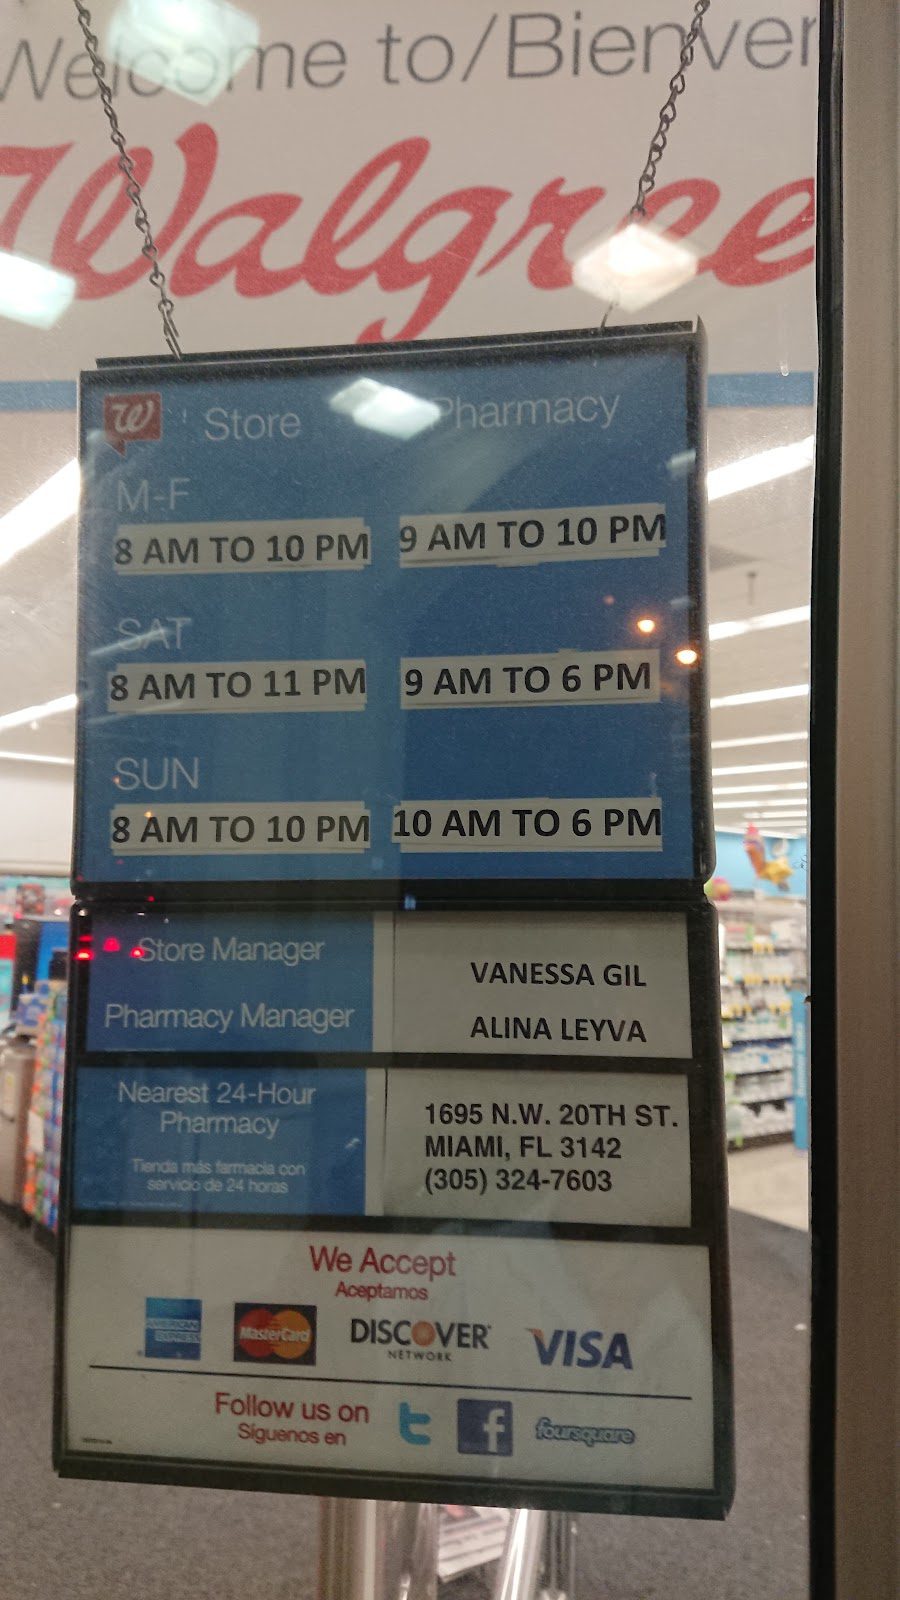 Welcome to/Bienven
Walgree
W Store Pharmacy
M-F
8 AM TO 10 PM 9 AM TO 10 PM
SAT
8 AM TO 11 PM 9 AM TO 6 PM
SUN
8 AM TO 10 PM 10 AM TO 6 PM
Store Manager VANESSA GIL
Pharmacy Manager ALINA LEYVA
Nearest 24-Hour
Pharmacy
Tienda más farmacia con
servicio de 24 horas
1695 N.W. 20TH ST.
MIAMI, FL 3142
(305) 324-7603
We Accept
Aceptamos
AMERICAN
EXPRESS
MasterCard
DISCOVER
NETWORK
VISA
Follow us on
Síguenos en
t f foursquare